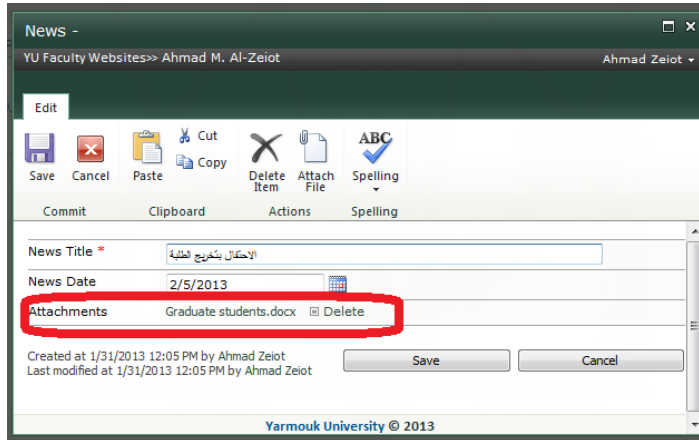 News -
YU Faculty Websites>> Ahmad M. Al-Zeiot
Ahmad Zeiot
Edit
Save
Cancel
Paste
Cut
Copy
Delete Item
Attach File
ABC
Spelling
Commit
Clipboard
Actions
Spelling
News Title *
الاحتفال بتخريج الطلبة
News Date
2/5/2013
Attachments
Graduate students.docx
Delete
Created at 1/31/2013 12:05 PM by Ahmad Zeiot
Last modified at 1/31/2013 12:05 PM by Ahmad Zeiot
Save
Cancel
Yarmouk University © 2013